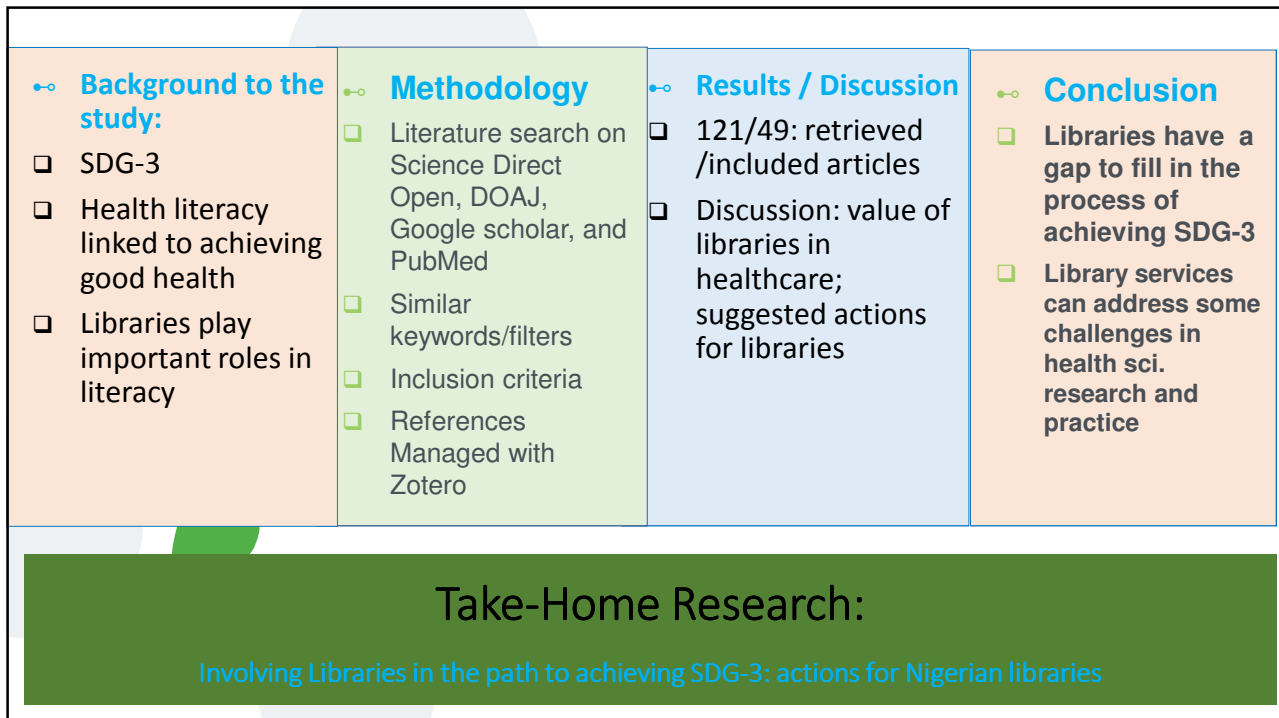 Background to the
study:
SDG-3
Health literacy
linked to achieving
good health
Libraries play
important roles in
literacy
Methodology
Literature search on
Science Direct
Open, DOAJ,
Google scholar, and
PubMed
Similar
keywords/filters
Inclusion criteria
References
Managed with
Zotero
Results / Discussion
121/49: retrieved
/included articles
Discussion: value of
libraries in
healthcare;
suggested actions
for libraries
Conclusion
Libraries have a
gap to fill in the
process of
achieving SDG-3
Library services
can address some
challenges in
health sci.
research and
practice
Take-Home Research:
Involving Libraries in the path to achieving SDG-3: actions for Nigerian libraries